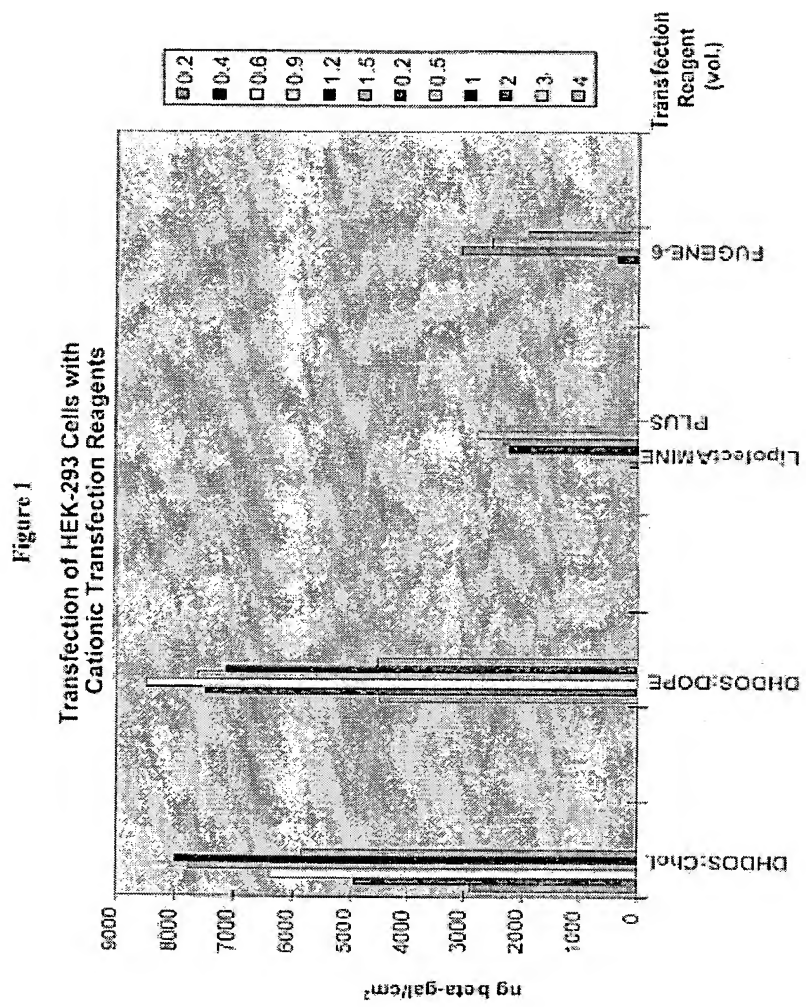 Figure 1
Transfection of HEK-293 Cells with
Cationic Transfection Reagents
ng beta-gal/cm²
9000
8000
7000
6000
5000
4000
3000
2000
1000
0
DHDOS:Chol.
DHDOS:DOPE
LipofectAMINE
PLUS
FUGENE-6
Transfection
Reagent
(vol.)
0.2
0.4
0.6
0.9
1.2
1.5
0.2
0.5
1
2
3
4